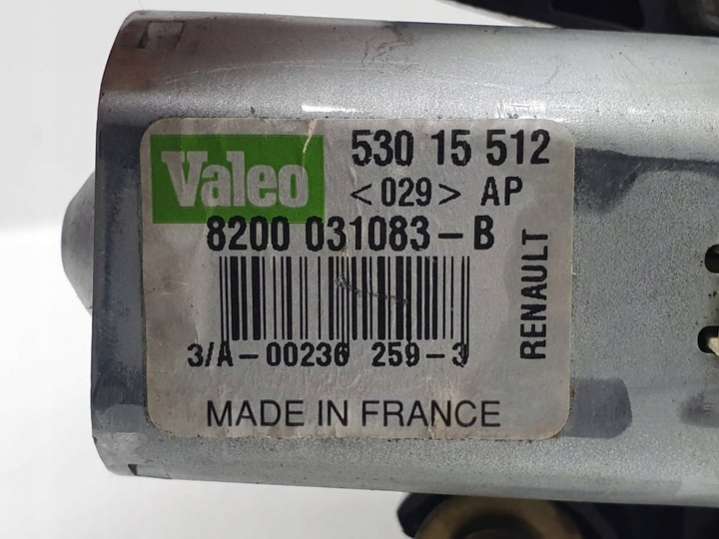 Valeo
530 15 512
<029> AP
8200 031083-B
RENAULT
3/A-00236 259-3
MADE IN FRANCE